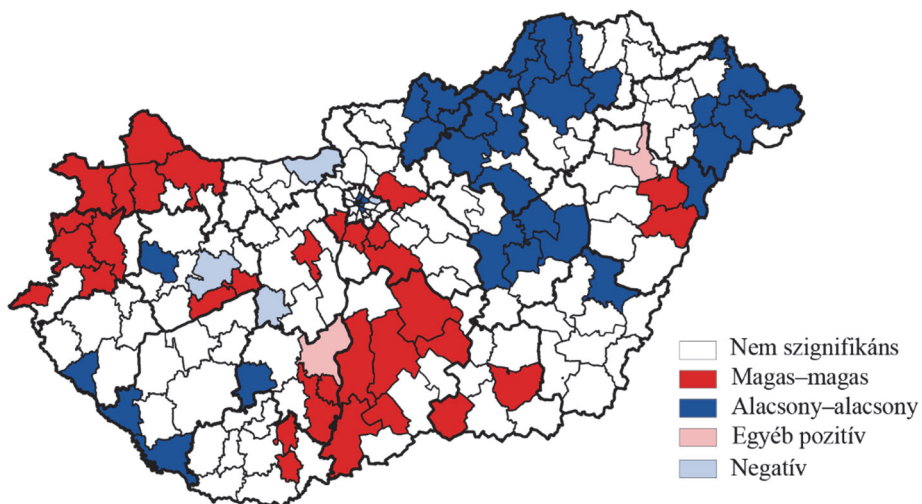 Nem szignifikáns
Magas–magas
Alacsony–alacsony
Egyéb pozitív
Negatív